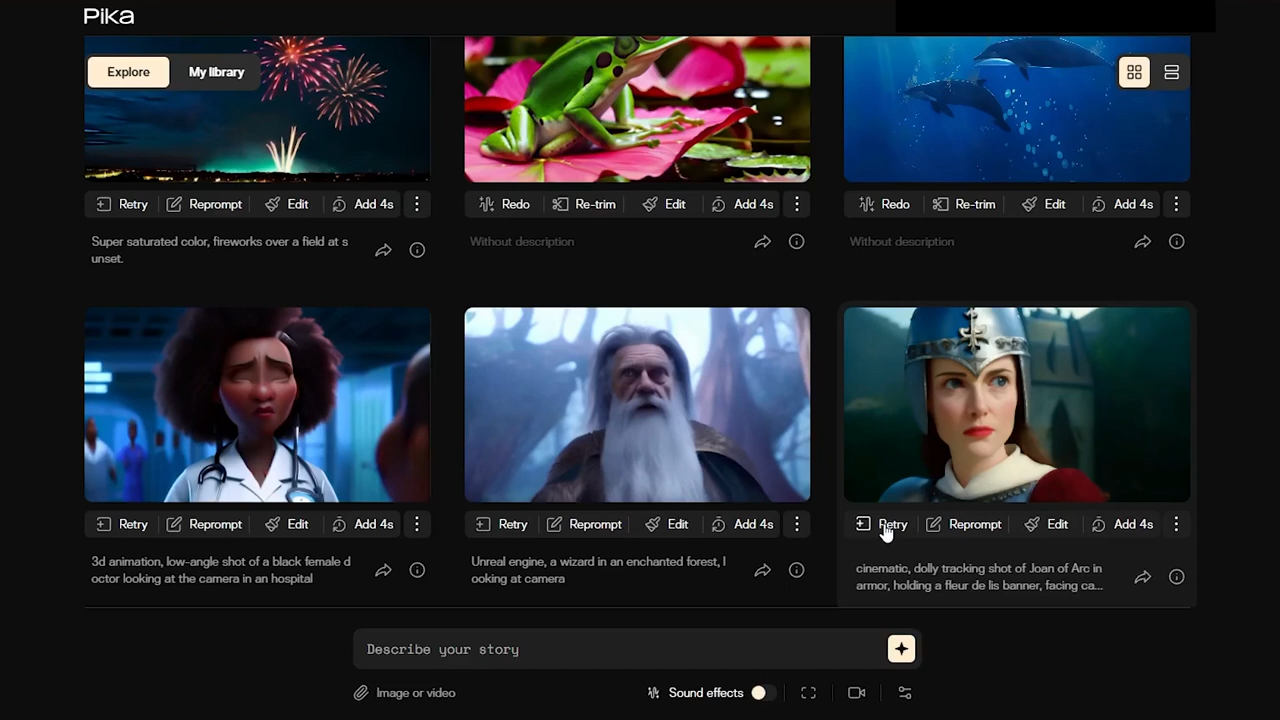 Pika
Explore My library
Retry Reprompt Edit Add 4s
Redo Re-trim Edit Add 4s
Redo Re-trim Edit Add 4s
Super saturated color, fireworks over a field at s
unset.
Without description
Without description
Retry Reprompt Edit Add 4s
Retry Reprompt Edit Add 4s
Retry Reprompt Edit Add 4s
3d animation, low-angle shot of a black female d
octor looking at the camera in an hospital
Unreal engine, a wizard in an enchanted forest, l
ooking at camera
cinematic, dolly tracking shot of Joan of Arc in
armor, holding a fleur de lis banner, facing ca...
Describe your story
Image or video Sound effects